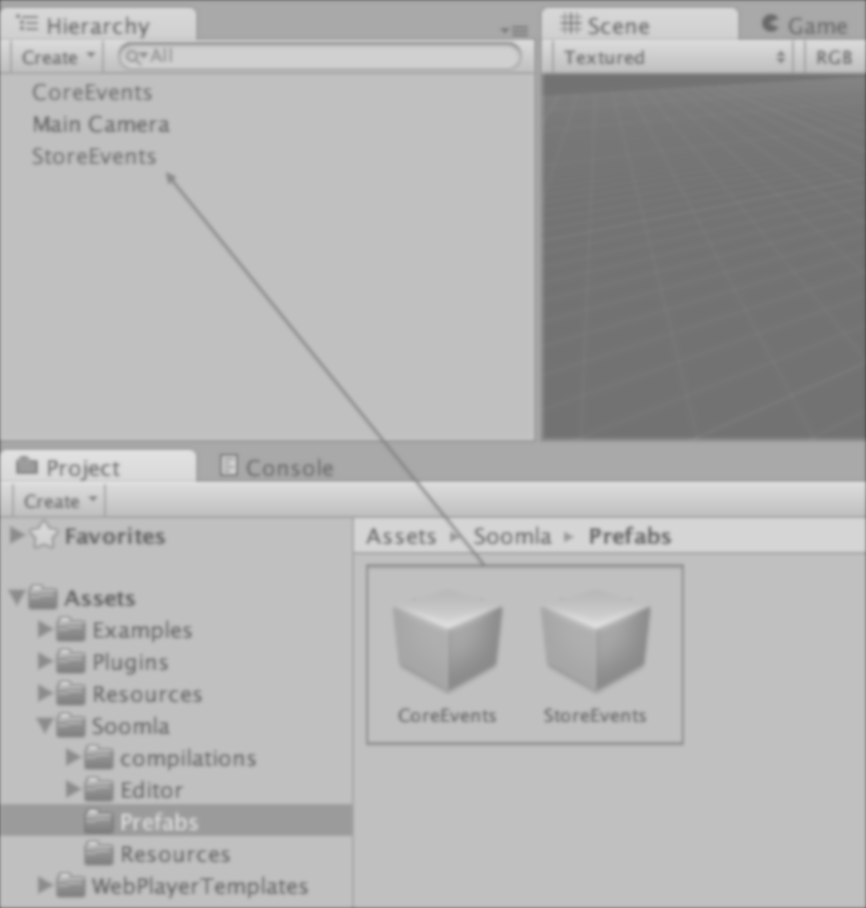 Hierarchy
Create
All
CoreEvents
Main Camera
StoreEvents
Scene
Game
Textured
RGB
Project
Console
Create
Favorites
Assets
Examples
Plugins
Resources
Soomla
compilations
Editor
Prefabs
Resources
WebPlayerTemplates
Assets Soomla Prefabs
CoreEvents
StoreEvents